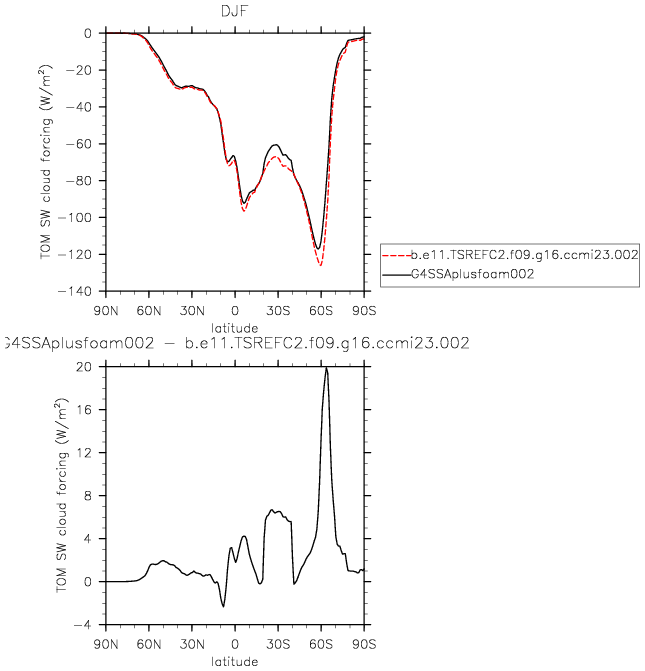 DJF
TOM SW cloud forcing (W/m²)
0
−20
−40
−60
−80
−100
−120
−140
90N 60N 30N 0 30S 60S 90S
latitude
b.e11.TSREFC2.f09.g16.ccmi23.002
G4SSAplusfoam002
G4SSAplusfoam002 − b.e11.TSREFC2.f09.g16.ccmi23.002
TOM SW cloud forcing (W/m²)
20
16
12
8
4
0
−4
90N 60N 30N 0 30S 60S 90S
latitude